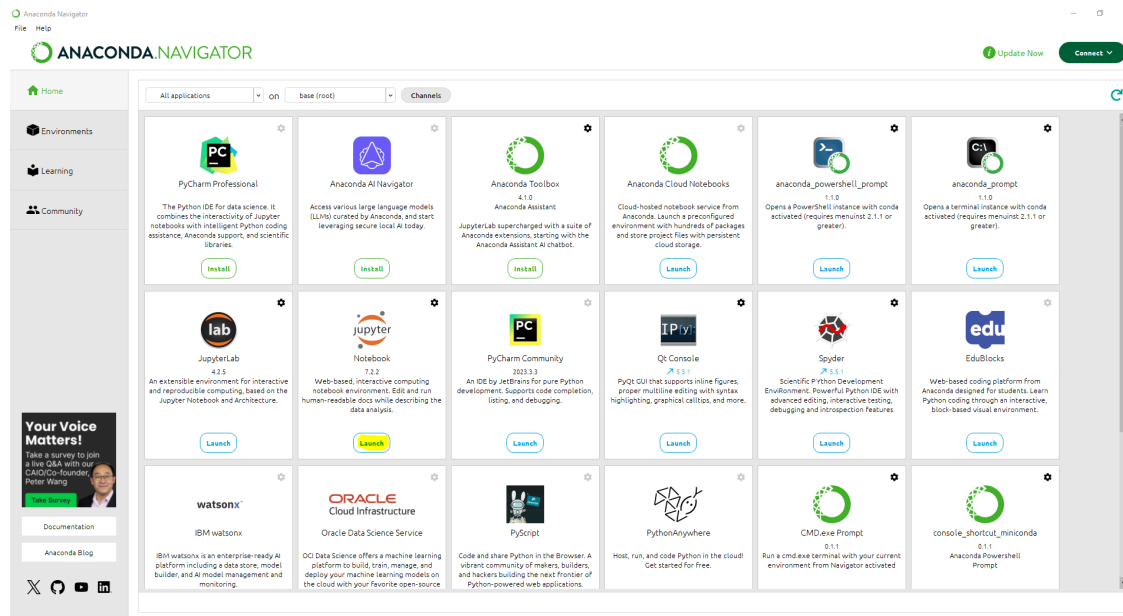 Anaconda Navigator
File Help
ANACONDA.NAVIGATOR
i Update Now
Connect
Home
Environments
Learning
Community
All applications
on
base (root)
Channels
PC
PyCharm Professional
The Python IDE for data science. It
combines the interactivity of Jupyter
notebooks with intelligent Python coding
assistance, Anaconda support, and scientific
libraries.
Install
Anaconda AI Navigator
Access various large language models
(LLMs) curated by Anaconda, and start
leveraging secure local AI today.
Install
Anaconda Toolbox
4.1.0
Anaconda Assistant
JupyterLab supercharged with a suite of
Anaconda extensions, starting with the
Anaconda Assistant AI chatbot.
Install
Anaconda Cloud Notebooks
Cloud-hosted notebook service from
Anaconda. Launch a preconfigured
environment with hundreds of packages
and store project files with persistent
cloud storage.
Launch
anaconda_powershell_prompt
1.1.0
Opens a PowerShell instance with conda
activated (requires menuinst 2.1.1 or
greater).
Launch
C:\
anaconda_prompt
1.1.0
Opens a terminal instance with conda
activated (requires menuinst 2.1.1 or
greater).
Launch
lab
JupyterLab
4.2.5
An extensible environment for interactive
and reproducible computing, based on the
Jupyter Notebook and Architecture.
Launch
jupyter
Notebook
7.2.2
Web-based, interactive computing
notebook environment. Edit and run
human-readable docs while describing the
data analysis.
Launch
PC
PyCharm Community
2023.3.3
An IDE by JetBrains for pure Python
development. Supports code completion,
listing, and debugging.
Launch
IP[y]:
Qt Console
5.5.1
PyQt GUI that supports inline figures,
proper multiline editing with syntax
highlighting, graphical calltips, and more.
Launch
Spyder
5.5.1
Scientific PYthon Development
EnviRonment. Powerful Python IDE with
advanced editing, interactive testing,
debugging and introspection features
Launch
edu
EduBlocks
Web-based coding platform from
Anaconda designed for students. Learn
Python coding through an interactive,
block-based visual environment.
Launch
watsonx
IBM watsonx
IBM watsonx is an enterprise-ready AI
platform including a data store, model
builder, and AI model management and
monitoring.
ORACLE
Cloud Infrastructure
Oracle Data Science Service
OCI Data Science offers a machine learning
platform to build, train, manage, and
deploy your machine learning models on
the cloud with your favorite open-source
PyScript
Code and share Python in the Browser. A
vibrant community of makers, builders,
and hackers building the next frontier of
Python-powered web applications.
PythonAnywhere
Host, run, and code Python in the cloud!
Get started for free.
CMD.exe Prompt
0.1.1
Run a cmd.exe terminal with your current
environment from Navigator activated
console_shortcut_miniconda
0.1.1
Anaconda Powershell
Prompt
Your Voice
Matters!
Take a survey to join
a live Q&A with our
CAIO/Co-founder,
Peter Wang
Take Survey
Documentation
Anaconda Blog